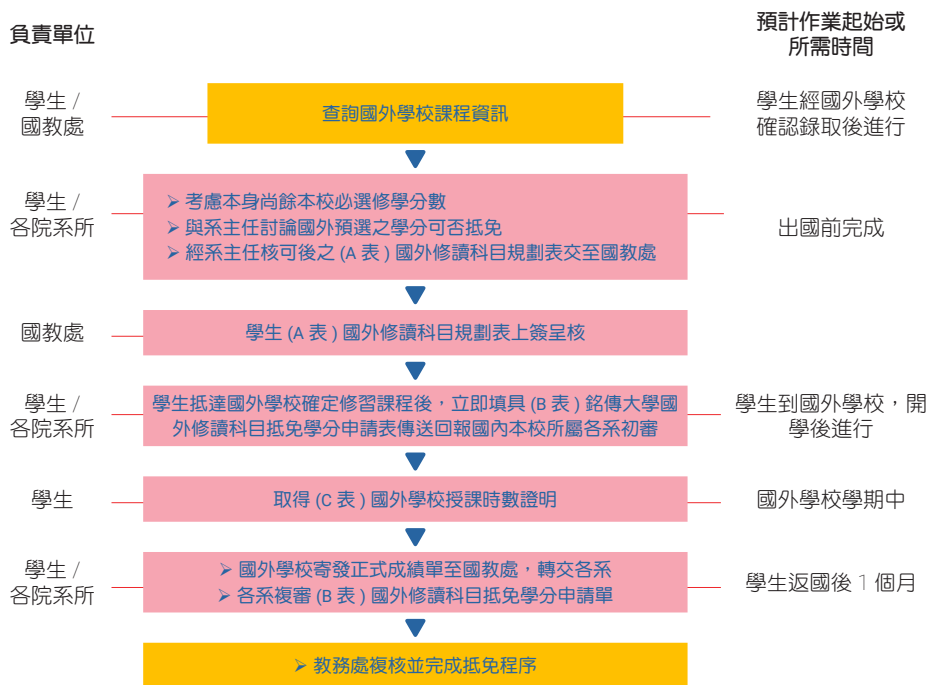 負責單位
預計作業起始或
所需時間
學生 /
國教處
查詢國外學校課程資訊
學生經國外學校
確認錄取後進行
學生 /
各院系所
➢ 考慮本身尚餘本校必選修學分數
➢ 與系主任討論國外預選之學分可否抵免
➢ 經系主任核可後之 (A 表 ) 國外修讀科目規劃表交至國教處
出國前完成
國教處
學生 (A 表 ) 國外修讀科目規劃表上簽呈核
學生 /
各院系所
學生抵達國外學校確定修習課程後，立即填具 (B 表 ) 銘傳大學國
外修讀科目抵免學分申請表傳送回報國內本校所屬各系初審
學生到國外學校，開
學後進行
學生
取得 (C 表 ) 國外學校授課時數證明
國外學校學期中
學生 /
各院系所
➢ 國外學校寄發正式成績單至國教處，轉交各系
➢ 各系複審 (B 表 ) 國外修讀科目抵免學分申請單
學生返國後 1 個月
➢ 教務處複核並完成抵免程序